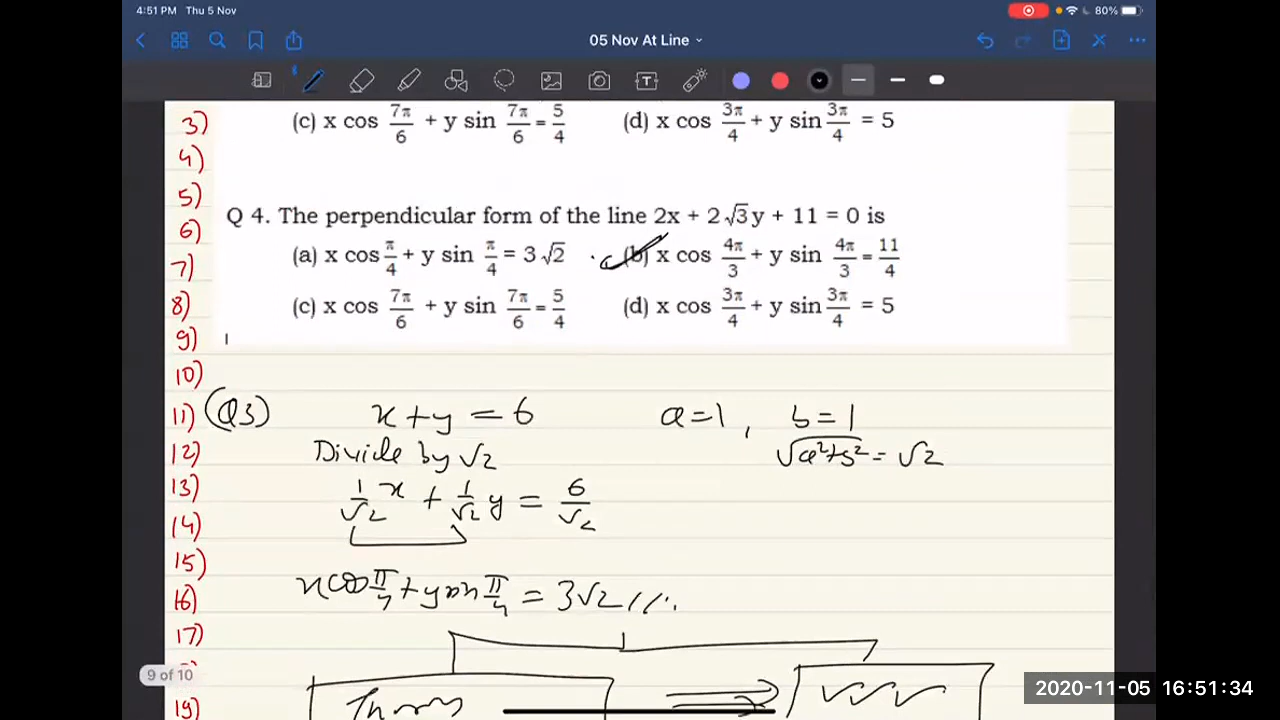 4:51 PM Thu 5 Nov
80%
05 Nov At Line
3)
(c) x cos 7π/6 + y sin 7π/6 = 5/4 (d) x cos 3π/4 + y sin 3π/4 = 5
4)
5)
Q 4. The perpendicular form of the line 2x + 2√3y + 11 = 0 is
6)
(a) x cos π/4 + y sin π/4 = 3√2 (b) x cos 4π/3 + y sin 4π/3 = 11/4
7)
(c) x cos 7π/6 + y sin 7π/6 = 5/4 (d) x cos 3π/4 + y sin 3π/4 = 5
8)
9)
10)
11) (Q3) x + y = 6 a = 1, b = 1
12) Divide by √2 √a²+b² = √2
13) 1/√2 x + 1/√2 y = 6/√2
14)
15)
16) x cos π/4 + y sin π/4 = 3√2 //.
17)
9 of 10
19)
2020-11-05 16:51:34